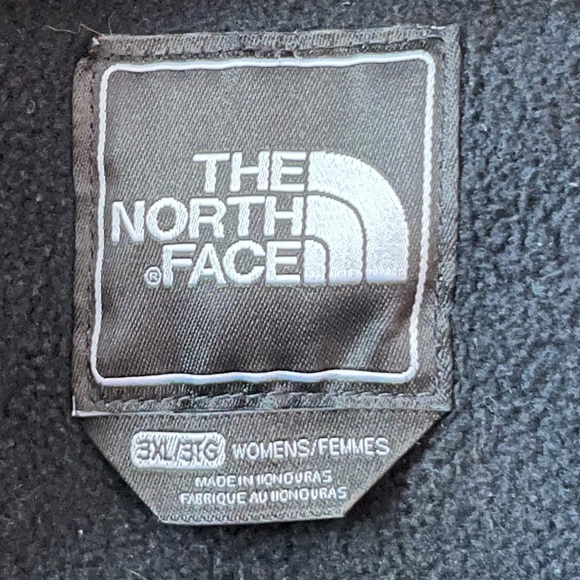 THE
NORTH
®FACE
3XL/3TG WOMENS/FEMMES
MADE IN HONDURAS
FABRIQUE AU HONDURAS